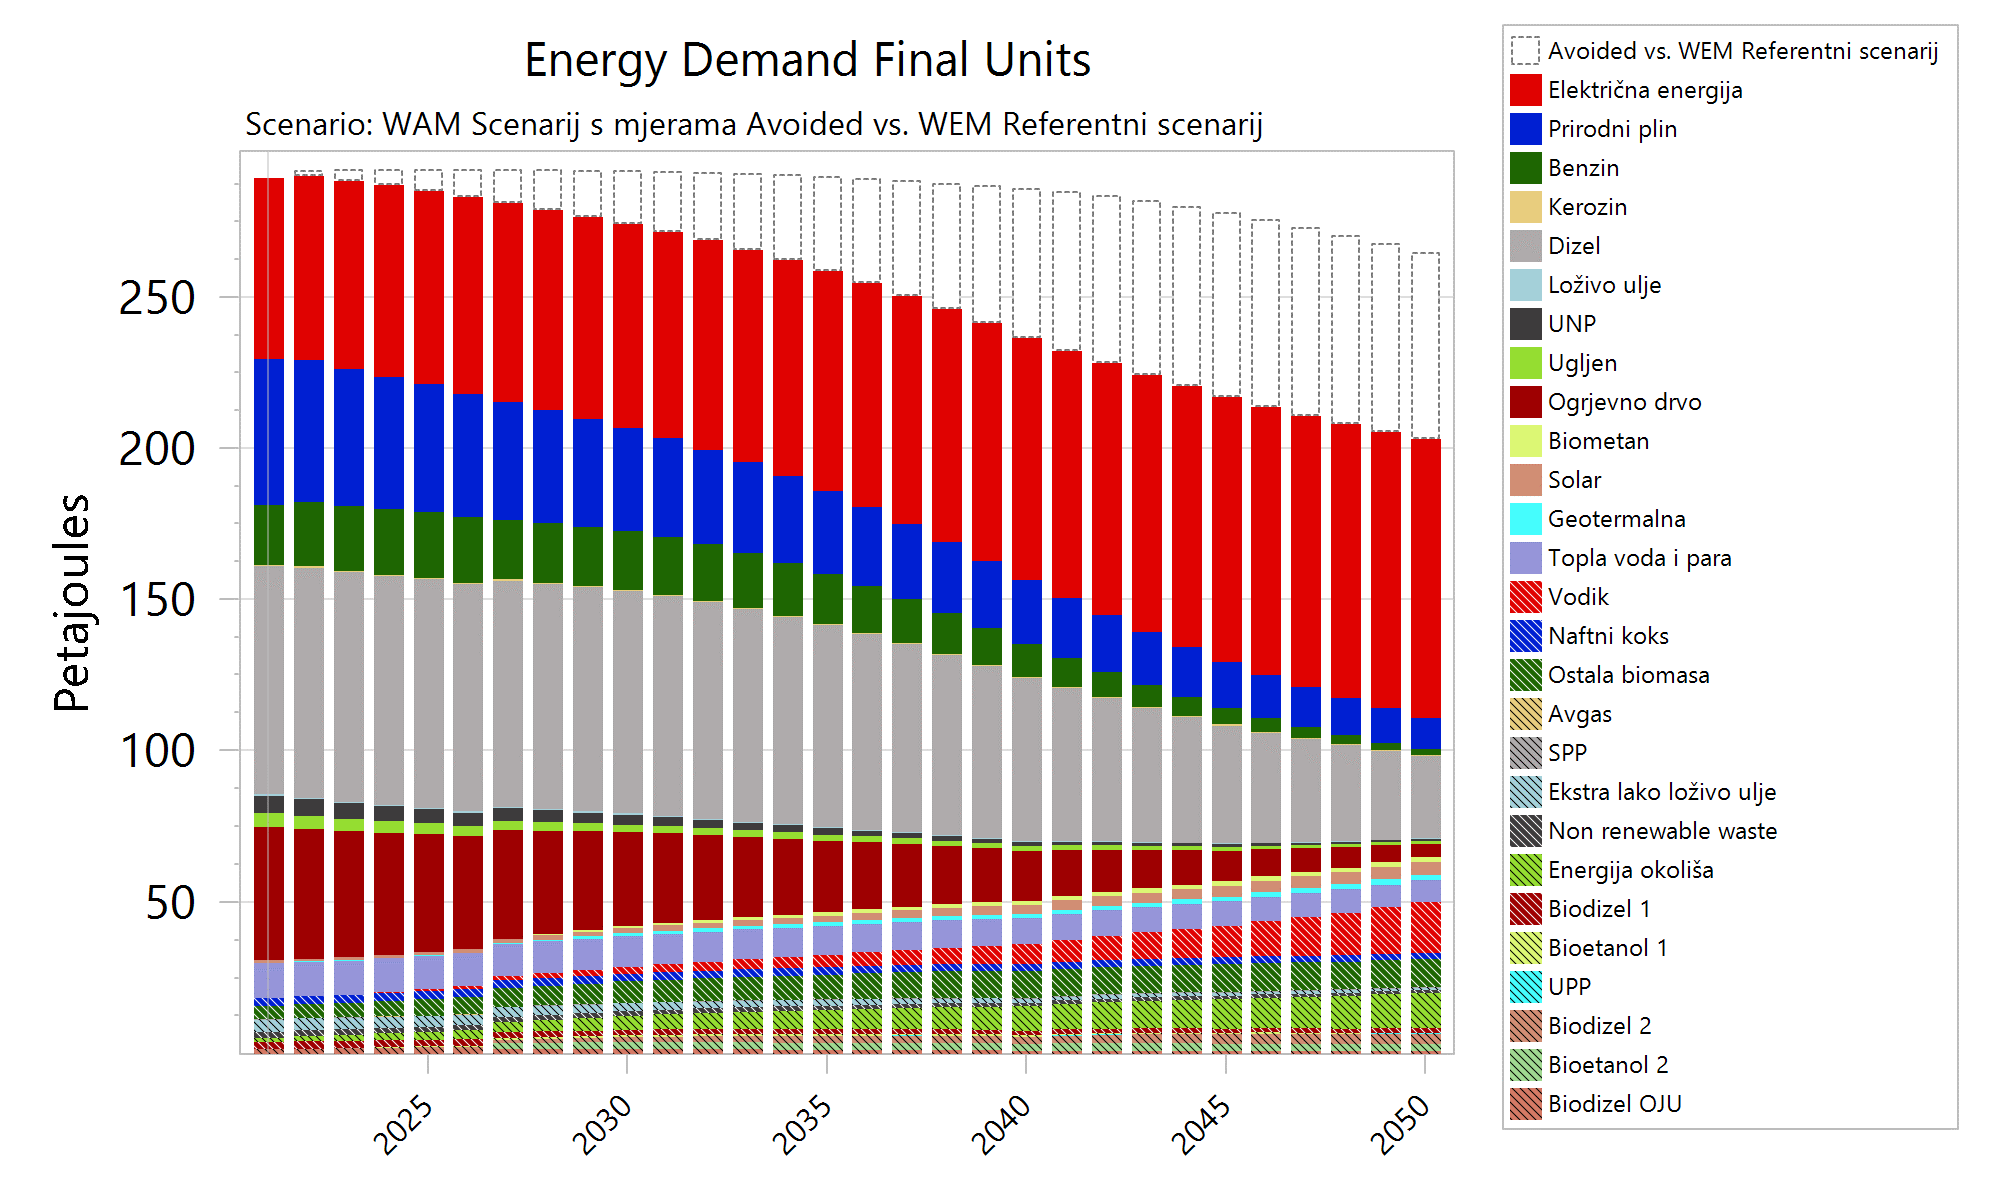 Energy Demand Final Units
Scenario: WAM Scenarij s mjerama Avoided vs. WEM Referentni scenarij
Petajoules
250
200
150
100
50
2025
2030
2035
2040
2045
2050
Avoided vs. WEM Referentni scenarij
Električna energija
Prirodni plin
Benzin
Kerozin
Dizel
Loživo ulje
UNP
Ugljen
Ogrjevno drvo
Biometan
Solar
Geotermalna
Topla voda i para
Vodik
Naftni koks
Ostala biomasa
Avgas
SPP
Ekstra lako loživo ulje
Non renewable waste
Energija okoliša
Biodizel 1
Bioetanol 1
UPP
Biodizel 2
Bioetanol 2
Biodizel OJU